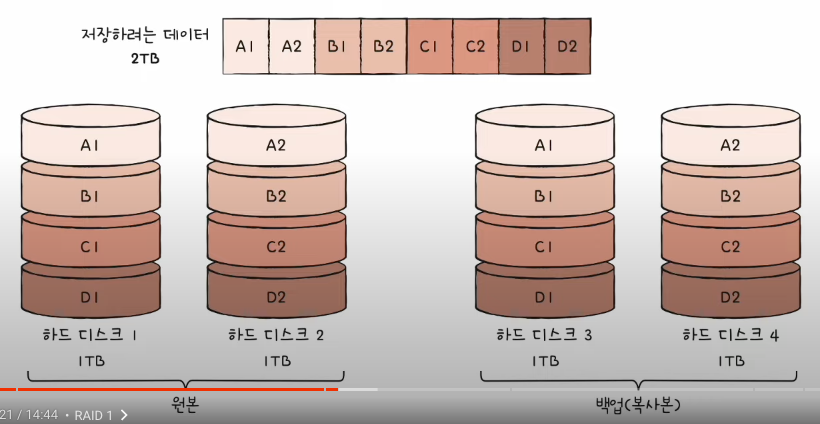 저장하려는 데이터
2TB
A1 A2 B1 B2 C1 C2 D1 D2
A1 A2 A1 A2
B1 B2 B1 B2
C1 C2 C1 C2
D1 D2 D1 D2
하드 디스크 1 하드 디스크 2 하드 디스크 3 하드 디스크 4
1TB 1TB 1TB 1TB
원본 백업(복사본)
21 / 14:44 • RAID 1